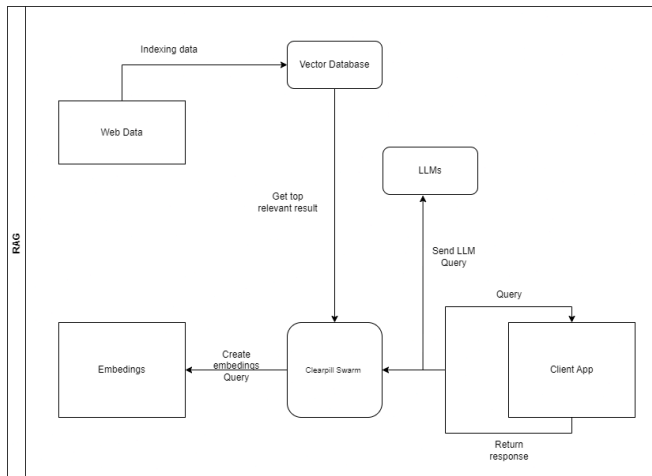 RAG
Indexing data
Vector Database
Web Data
LLMs
Get top
relevant result
Send LLM
Query
Query
Embedings
Create
embedings
Query
Clearpill Swarm
Client App
Return
response